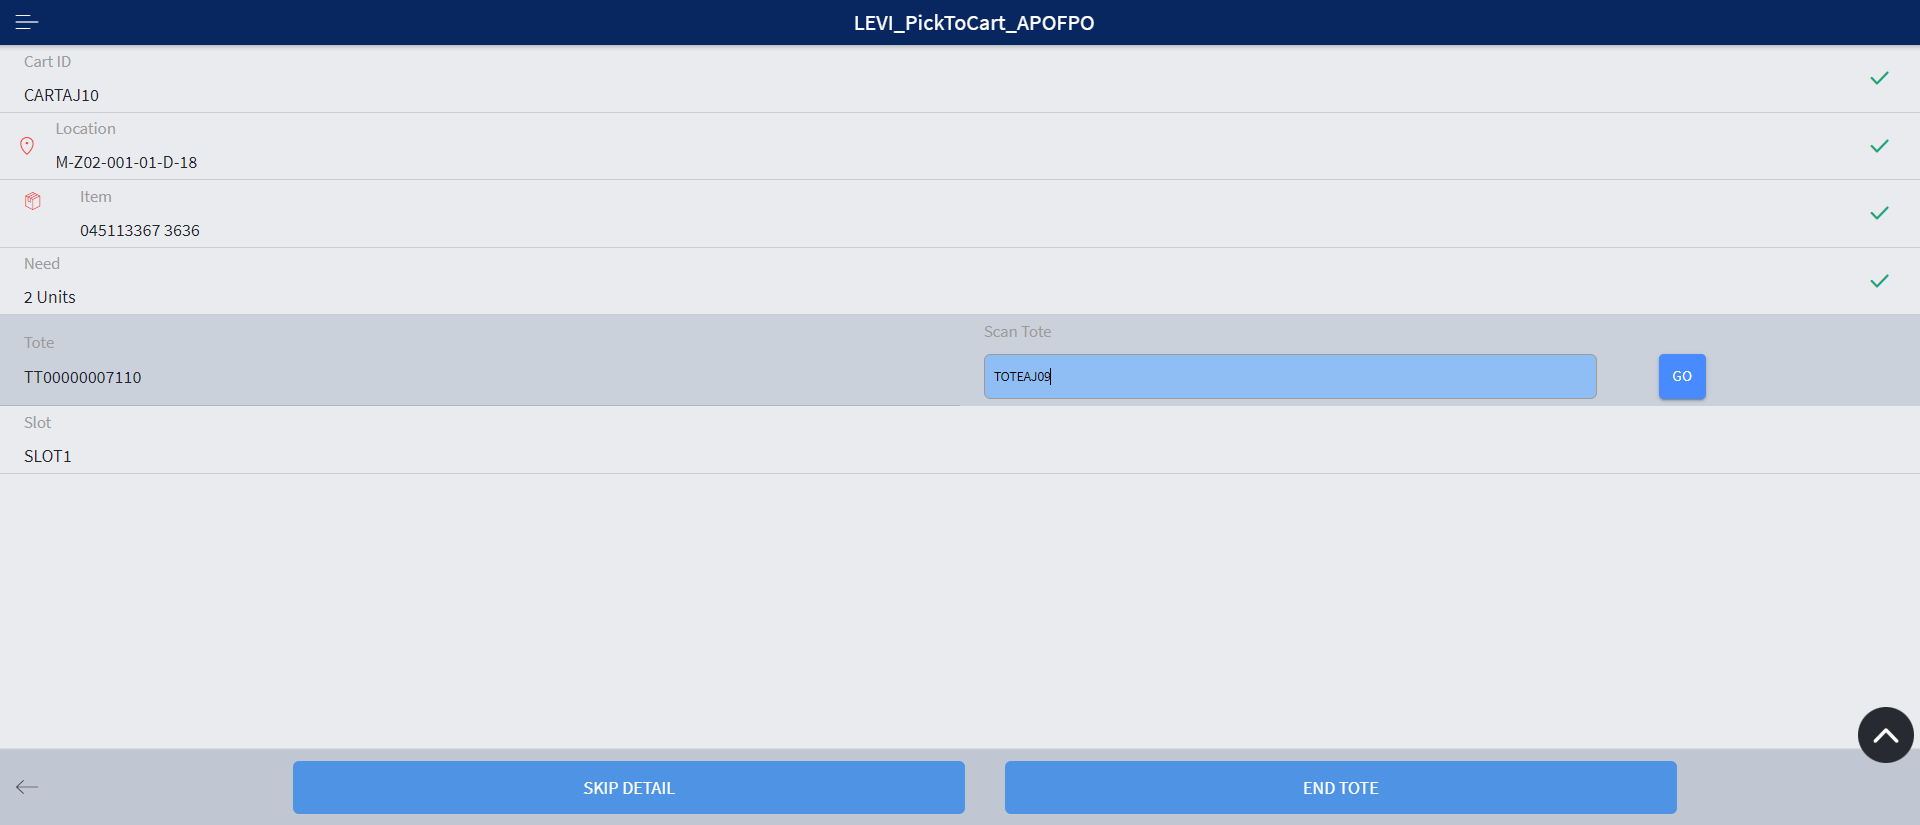 LEVI_PickToCart_APOFPO
Cart ID
CARTAJ10
Location
M-Z02-001-01-D-18
Item
045113367 3636
Need
2 Units
Tote
TT00000007110
Scan Tote
TOTEAJ09
GO
Slot
SLOT1
SKIP DETAIL
END TOTE